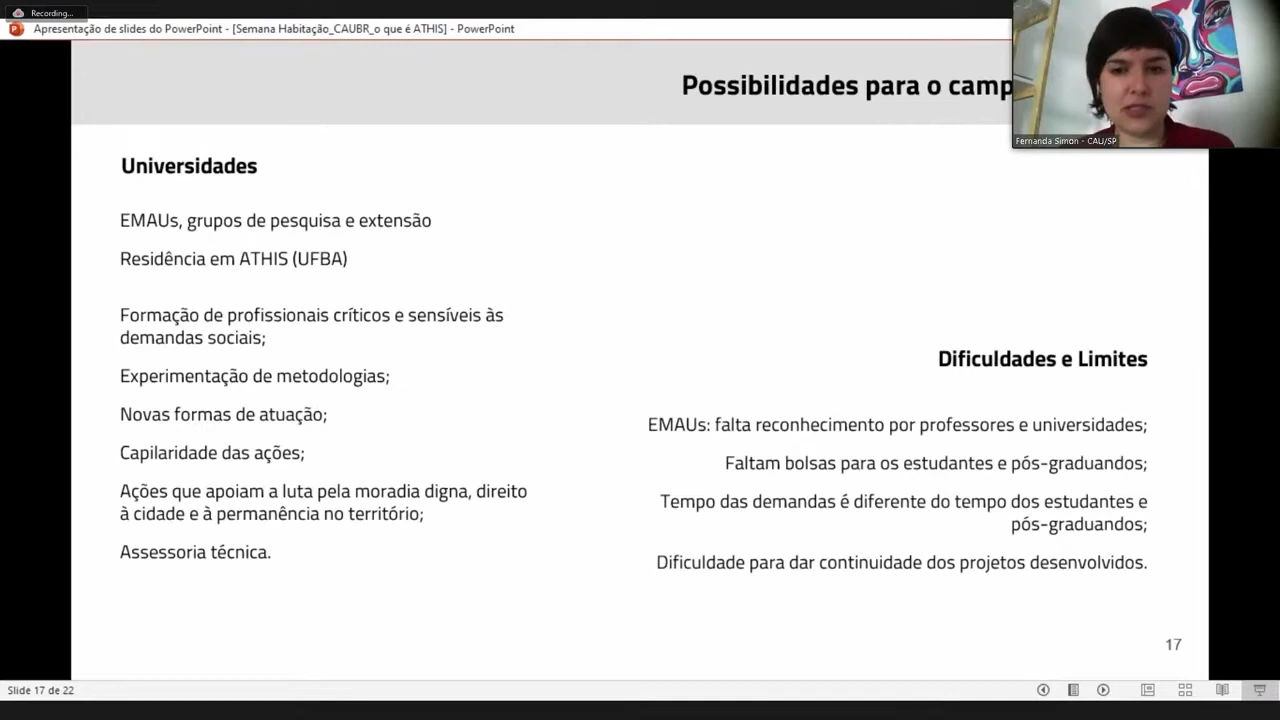 Recording...
Apresentação de slides do PowerPoint - [Semana Habitação_CAUBR_o que é ATHIS] - PowerPoint
Possibilidades para o camp
Fernanda Simon - CAU/SP
Universidades
EMAUs, grupos de pesquisa e extensão
Residência em ATHIS (UFBA)
Formação de profissionais críticos e sensíveis às
demandas sociais;
Experimentação de metodologias;
Novas formas de atuação;
Capilaridade das ações;
Ações que apoiam a luta pela moradia digna, direito
à cidade e à permanência no território;
Assessoria técnica.
Dificuldades e Limites
EMAUs: falta reconhecimento por professores e universidades;
Faltam bolsas para os estudantes e pós-graduandos;
Tempo das demandas é diferente do tempo dos estudantes e
pós-graduandos;
Dificuldade para dar continuidade dos projetos desenvolvidos.
17
Slide 17 de 22